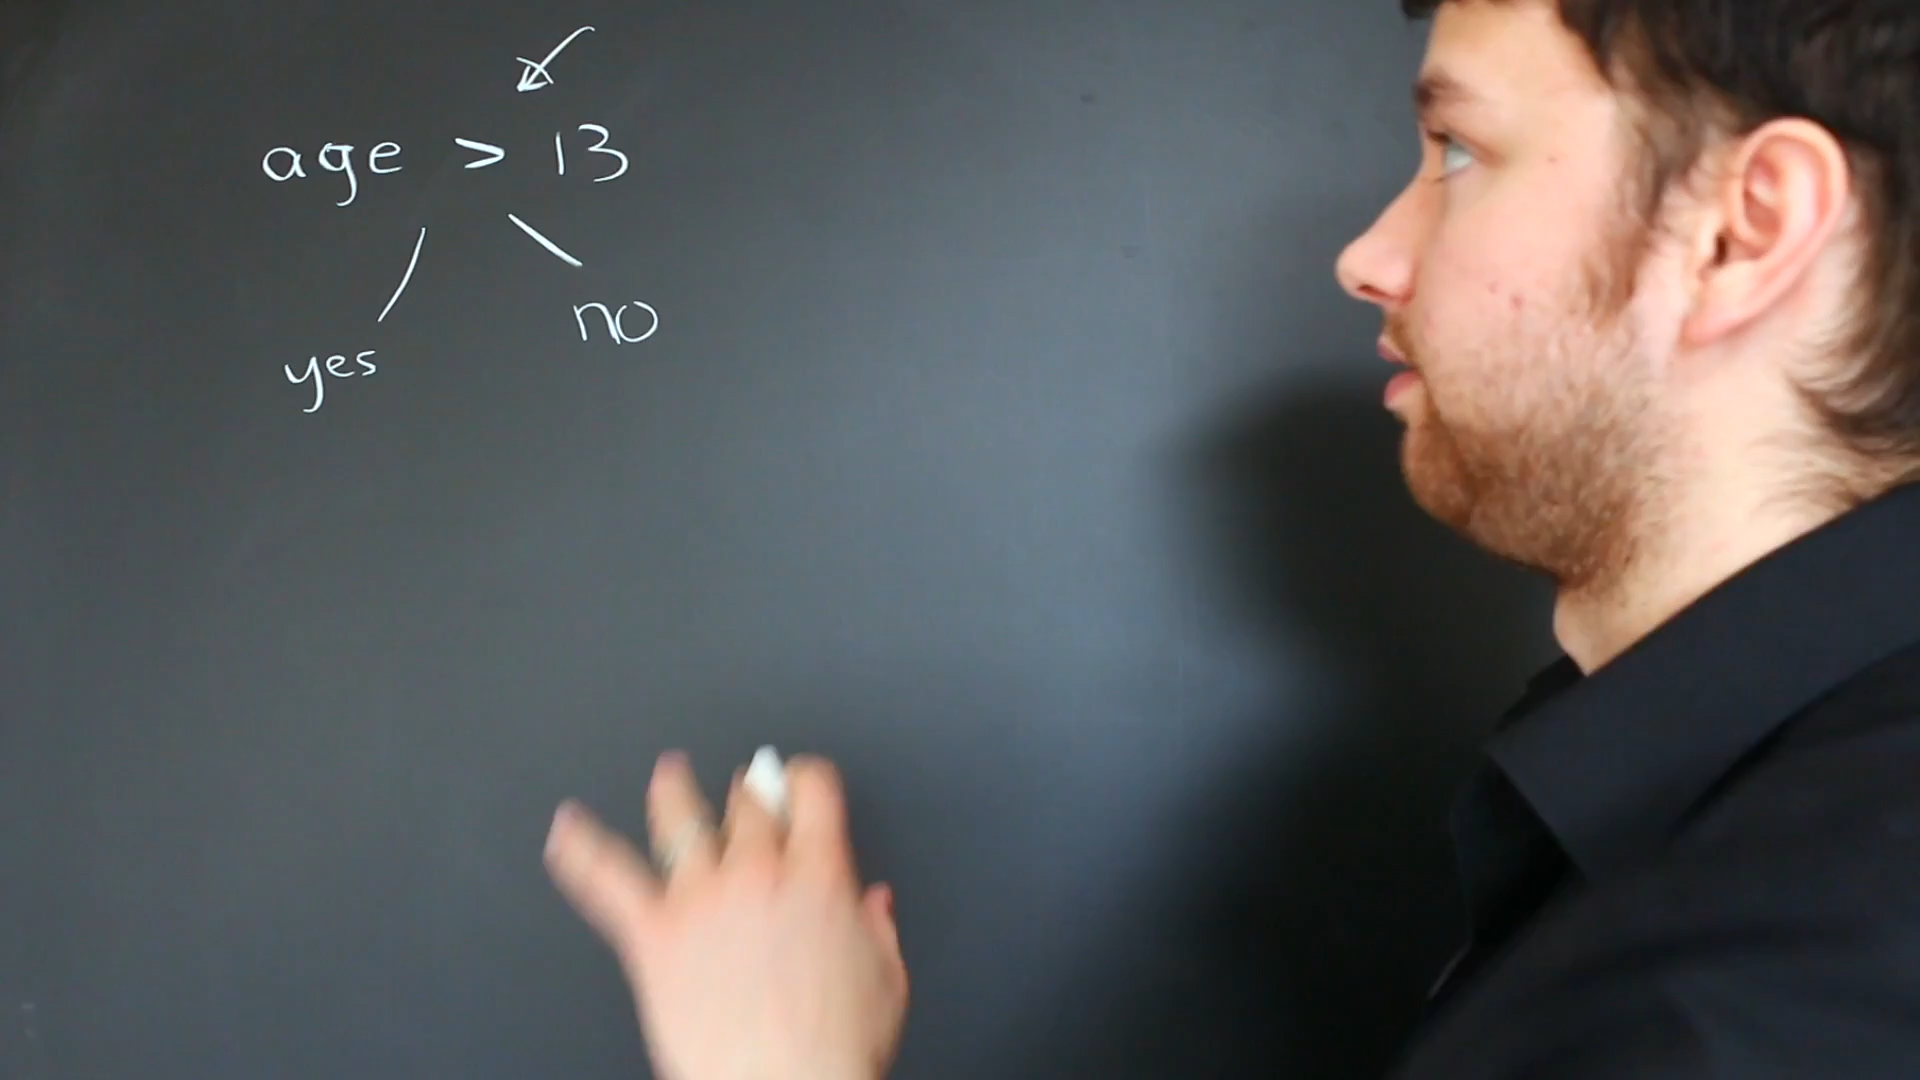 age > 13
no
yes